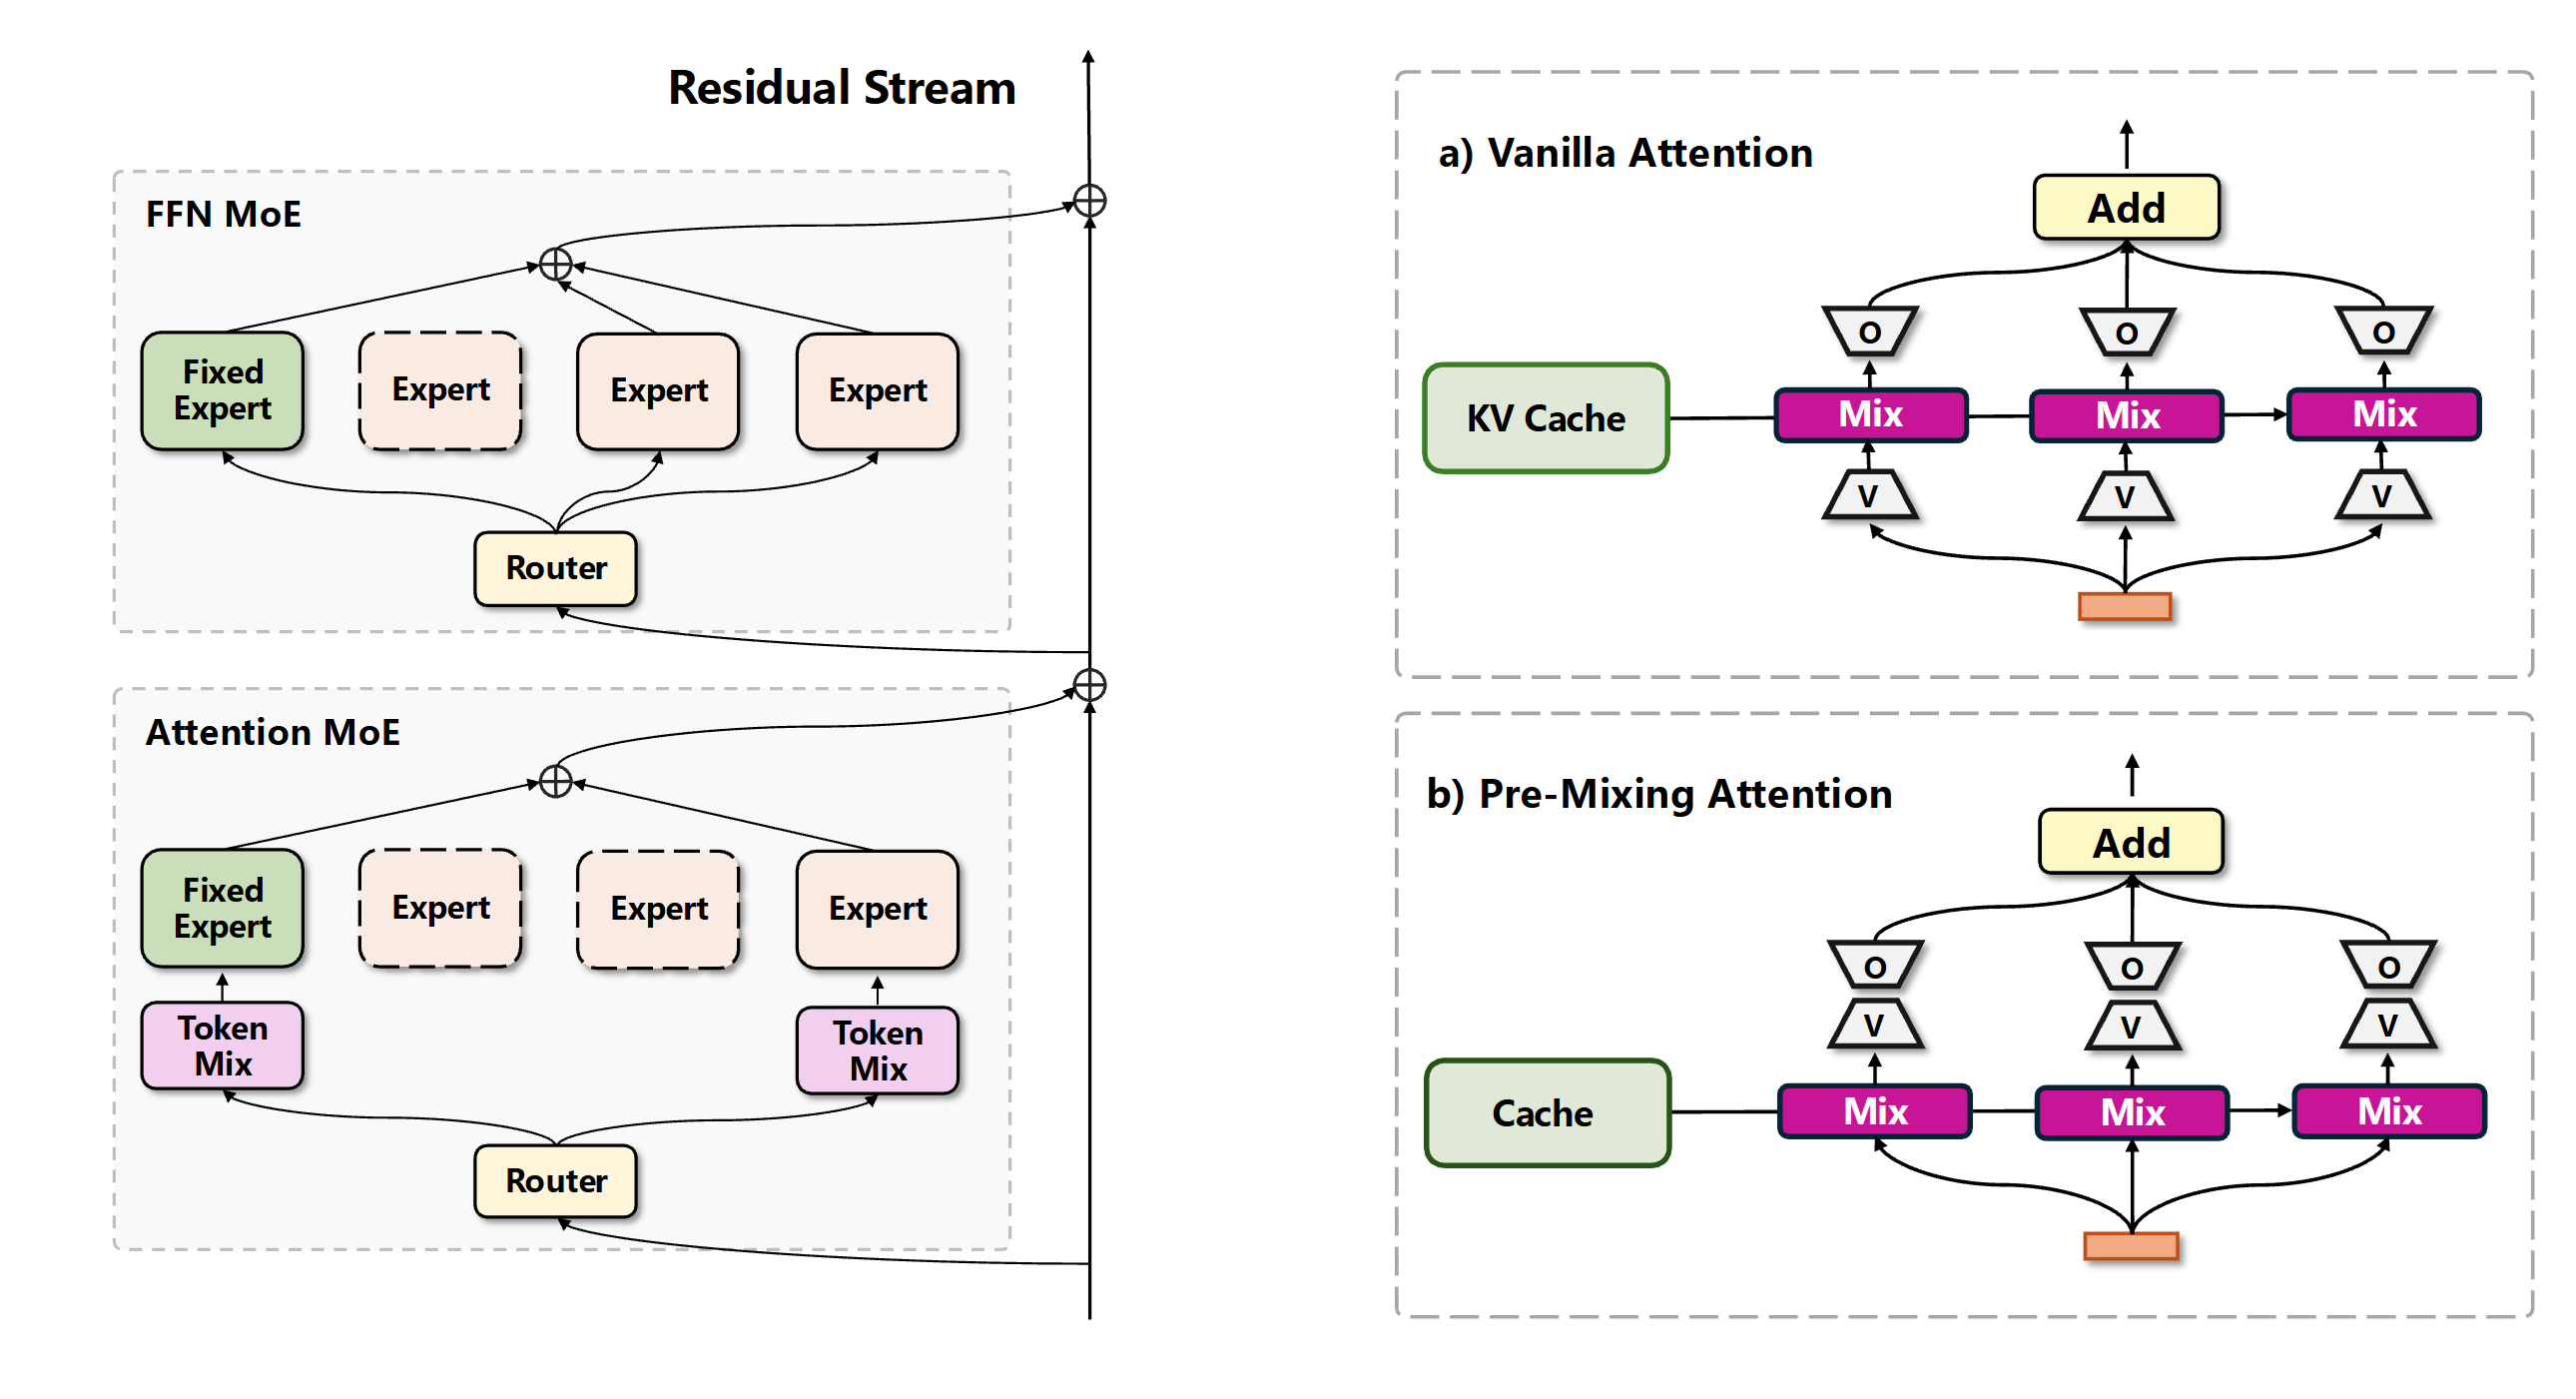 Residual Stream
FFN MoE
Fixed
Expert
Expert
Expert
Expert
Router
Attention MoE
Fixed
Expert
Expert
Expert
Expert
Token
Mix
Token
Mix
Router
a) Vanilla Attention
Add
O
O
O
KV Cache
Mix
Mix
Mix
V
V
V
b) Pre-Mixing Attention
Add
O
O
O
V
V
V
Cache
Mix
Mix
Mix